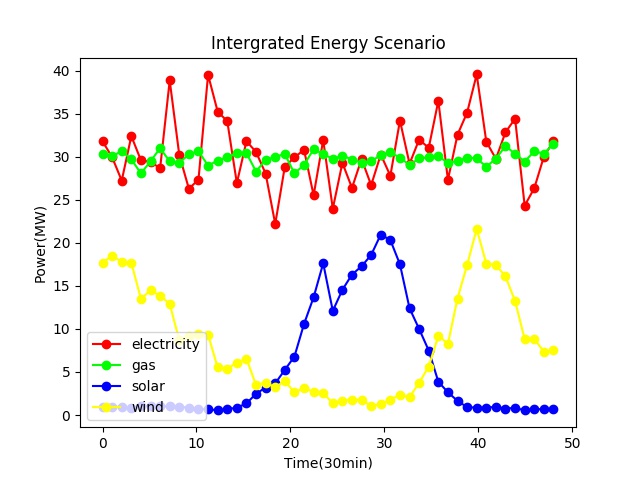 Intergrated Energy Scenario
Power(MW)
40
35
30
25
20
15
10
5
0
electricity
gas
solar
wind
0 10 20 30 40 50
Time(30min)